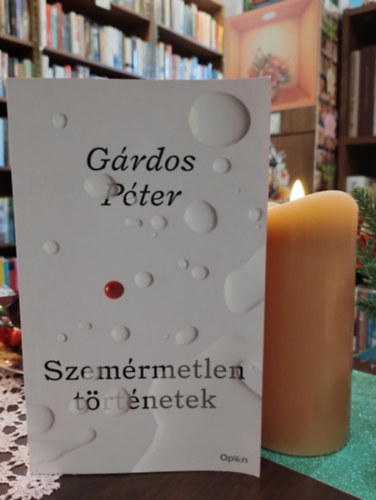 Gárdos
Péter
Szemérmetlen
történetek
Open